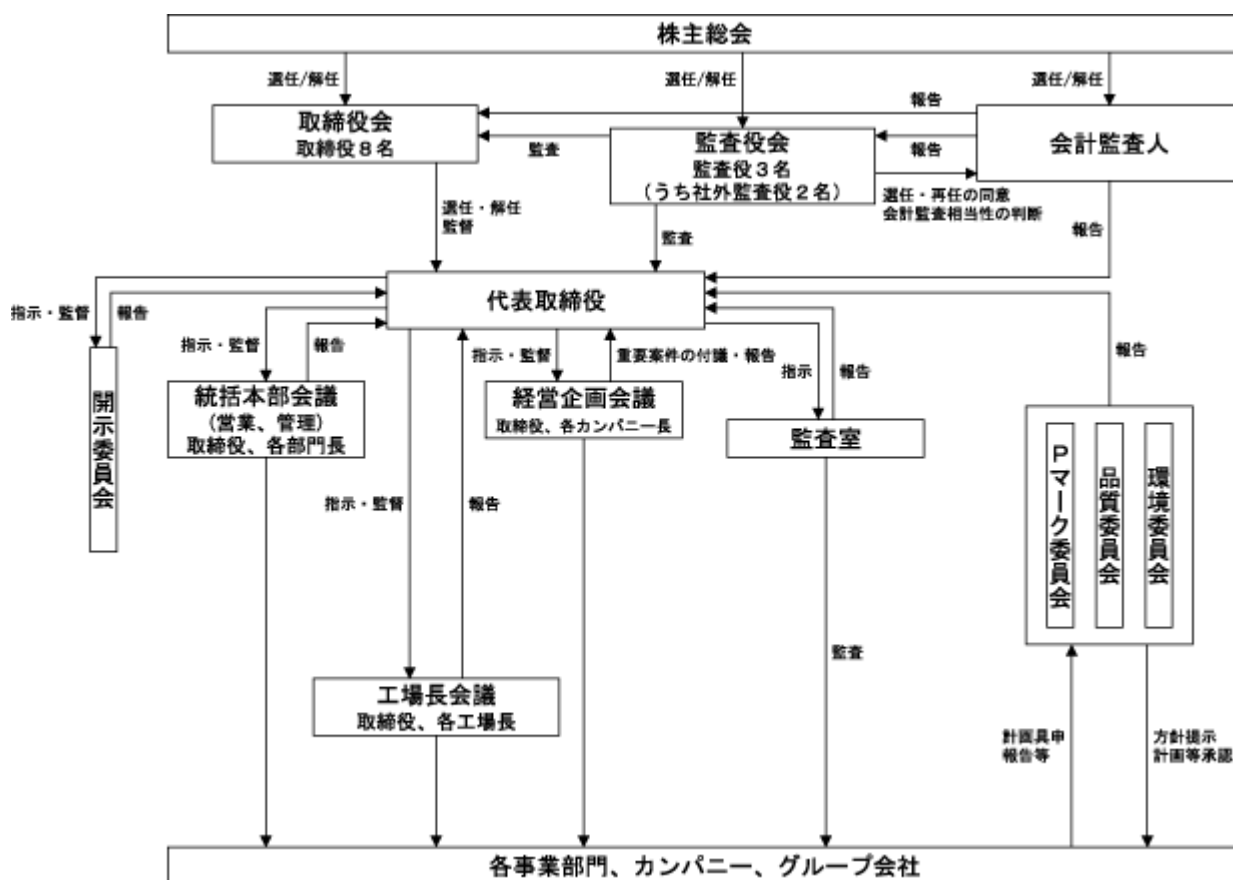 株主総会
選任/解任
選任/解任
選任/解任
取締役会
取締役８名
報告
監査
監査役会
監査役３名
(うち社外監査役２名)
報告
会計監査人
選任・再任の同意
会計監査相当性の判断
選任・解任
監督
監査
報告
代表取締役
指示・監督
報告
指示・監督
報告
指示・監督
重要案件の付議・報告
指示
報告
報告
開示委員会
統括本部会議
(営業、管理)
取締役、各部門長
経営企画会議
取締役、各カンパニー長
監査室
Ｐマーク委員会
品質委員会
環境委員会
指示・監督
報告
監査
工場長会議
取締役、各工場長
計画具申
報告等
方針提示
計画等承認
各事業部門、カンパニー、グループ会社